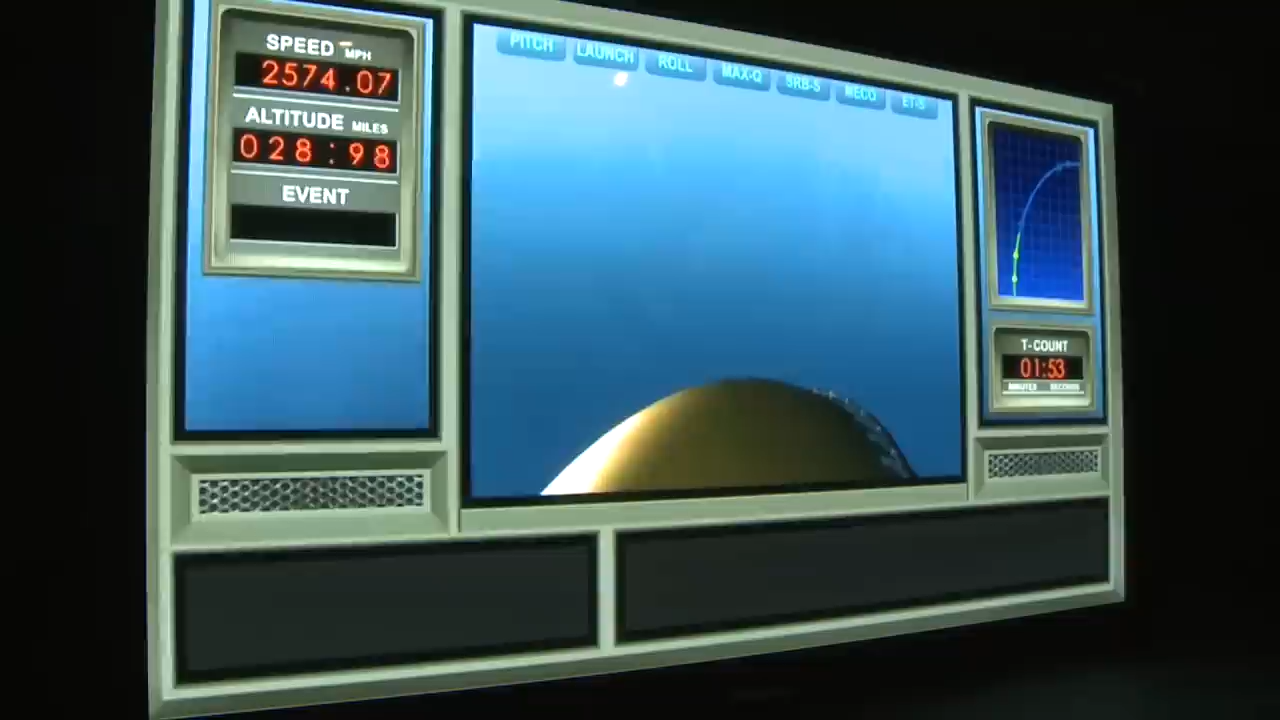 SPEED MPH
2574.07
ALTITUDE MILES
028:98
EVENT
PITCH
LAUNCH
ROLL
MAX-Q
SRB-S
MECO
ET-S
T-COUNT
01:53
MINUTES SECONDS